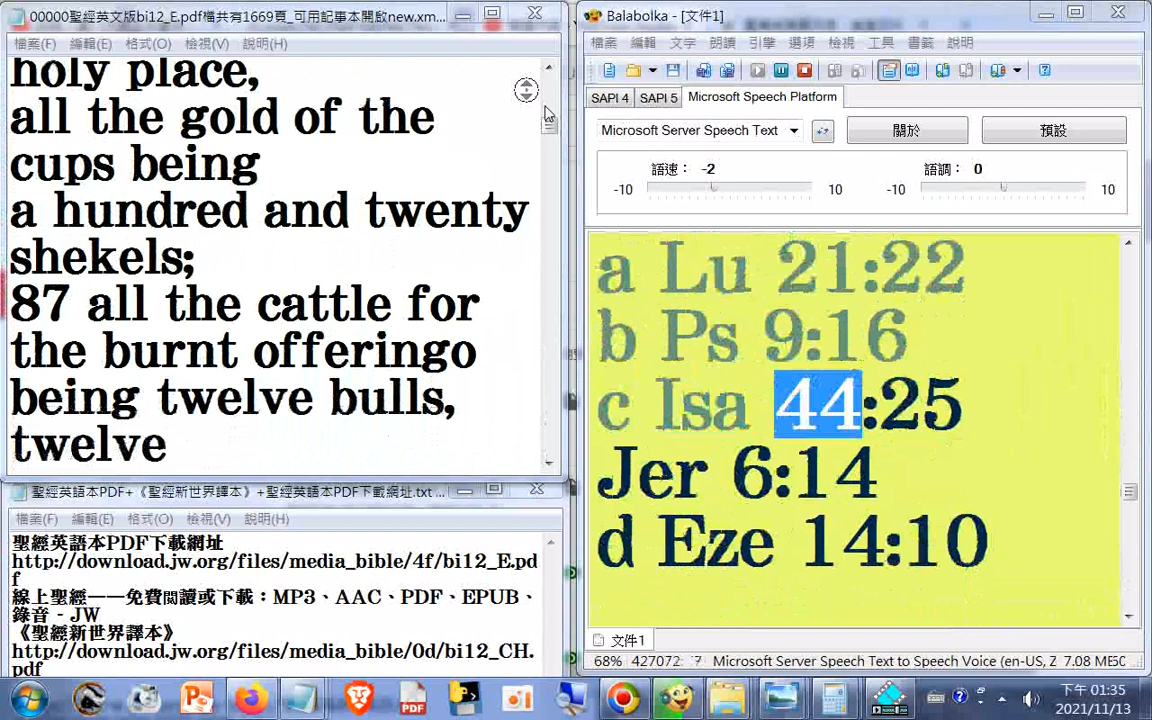 00000聖經英文版bi12_E.pdf檔共有1669頁_可用記事本開啟new.xm...
檔案(F) 編輯(E) 格式(O) 檢視(V) 說明(H)
holy place,
all the gold of the
cups being
a hundred and twenty
shekels;
87 all the cattle for
the burnt offeringo
being twelve bulls,
twelve
聖經英語本PDF+《聖經新世界譯本》+聖經英語本PDF下載網址.txt ...
檔案(F) 編輯(E) 格式(O) 檢視(V) 說明(H)
聖經英語本PDF下載網址
http://download.jw.org/files/media_bible/4f/bi12_E.pd
f
線上聖經——免費閱讀或下載：MP3、AAC、PDF、EPUB、
錄音 - JW
《聖經新世界譯本》
http://download.jw.org/files/media_bible/0d/bi12_CH.
pdf
Balabolka - [文件1]
檔案 編輯 文字 朗讀 引擎 選項 檢視 工具 書籤 說明
SAPI 4 SAPI 5 Microsoft Speech Platform
Microsoft Server Speech Text 關於 預設
語速： -2 語調： 0
-10 10 -10 10
a Lu 21:22
b Ps 9:16
c Isa 44:25
Jer 6:14
d Eze 14:10
文件1
68% 427072: 7 Microsoft Server Speech Text to Speech Voice (en-US, Z 7.08 ME5C
PDF
下午 01:35
2021/11/13